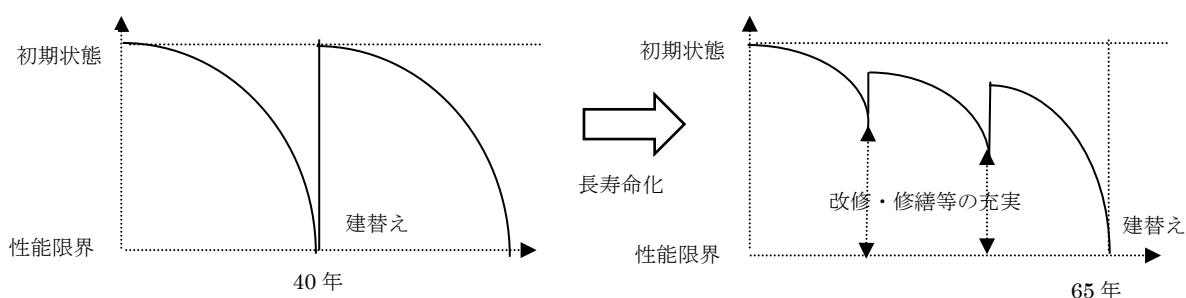 初期状態
性能限界
建替え
40 年
長寿命化
初期状態
改修・修繕等の充実
性能限界
建替え
65 年